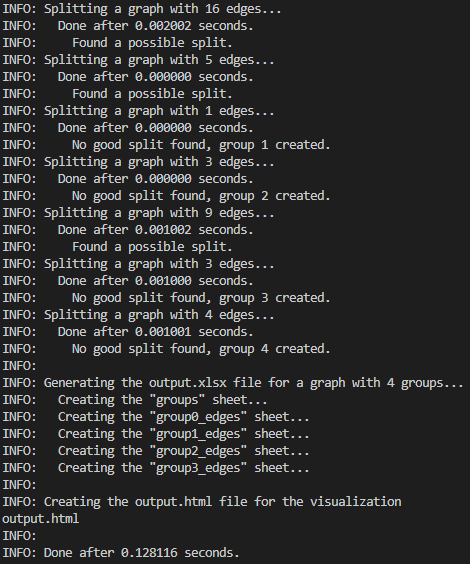 INFO: Splitting a graph with 16 edges...
INFO:   Done after 0.002002 seconds.
INFO:     Found a possible split.
INFO: Splitting a graph with 5 edges...
INFO:   Done after 0.000000 seconds.
INFO:     Found a possible split.
INFO: Splitting a graph with 1 edges...
INFO:   Done after 0.000000 seconds.
INFO:     No good split found, group 1 created.
INFO: Splitting a graph with 3 edges...
INFO:   Done after 0.000000 seconds.
INFO:     No good split found, group 2 created.
INFO: Splitting a graph with 9 edges...
INFO:   Done after 0.001002 seconds.
INFO:     Found a possible split.
INFO: Splitting a graph with 3 edges...
INFO:   Done after 0.001000 seconds.
INFO:     No good split found, group 3 created.
INFO: Splitting a graph with 4 edges...
INFO:   Done after 0.001001 seconds.
INFO:     No good split found, group 4 created.
INFO:
INFO: Generating the output.xlsx file for a graph with 4 groups...
INFO:   Creating the "groups" sheet...
INFO:   Creating the "group0_edges" sheet...
INFO:   Creating the "group1_edges" sheet...
INFO:   Creating the "group2_edges" sheet...
INFO:   Creating the "group3_edges" sheet...
INFO:
INFO: Creating the output.html file for the visualization
output.html
INFO:
INFO: Done after 0.128116 seconds.